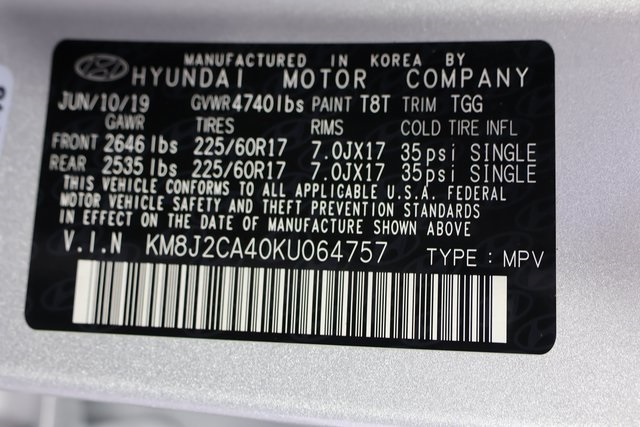 MANUFACTURED IN KOREA BY
HYUNDAI MOTOR COMPANY
JUN/10/19 GVWR4740lbs PAINT T8T TRIM TGG
GAWR TIRES RIMS COLD TIRE INFL
FRONT 2646 lbs 225/60R17 7.0JX17 35psi SINGLE
REAR 2535 lbs 225/60R17 7.0JX17 35psi SINGLE
THIS VEHICLE CONFORMS TO ALL APPLICABLE U.S.A. FEDERAL
MOTOR VEHICLE SAFETY AND THEFT PREVENTION STANDARDS
IN EFFECT ON THE DATE OF MANUFACTURE SHOWN ABOVE
V.I.N KM8J2CA40KU064757 TYPE : MPV